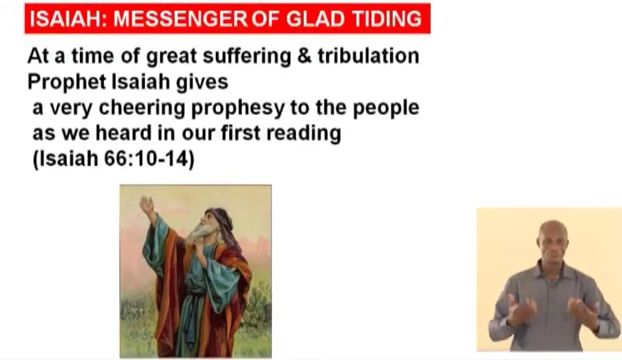 ISAIAH: MESSENGER OF GLAD TIDING
At a time of great suffering & tribulation
Prophet Isaiah gives
a very cheering prophesy to the people
as we heard in our first reading
(Isaiah 66:10-14)